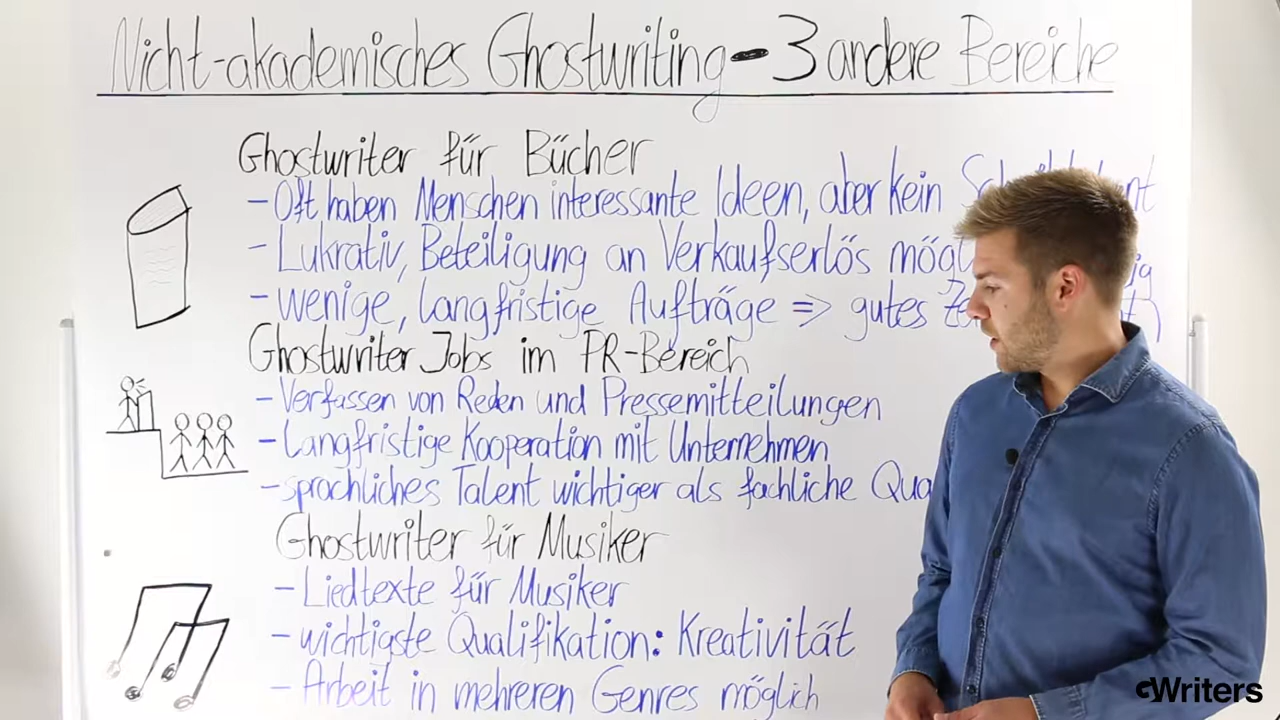 Nicht-akademisches Ghostwriting - 3 andere Bereiche
Ghostwriter für Bücher
- Oft haben Menschen interessante Ideen, aber kein
- Lukrativ, Beteiligung an Verkaufserlös
- wenige, langfristige Aufträge => gutes
Ghostwriter Jobs im PR-Bereich
- Verfassen von Reden und Pressemitteilungen
- Langfristige Kooperation mit Unternehmen
- sprachliches Talent wichtiger als fachliche
Ghostwriter für Musiker
- Liedtexte für Musiker
- wichtigste Qualifikation: Kreativität
- Arbeit in mehreren Genres möglich
GWriters